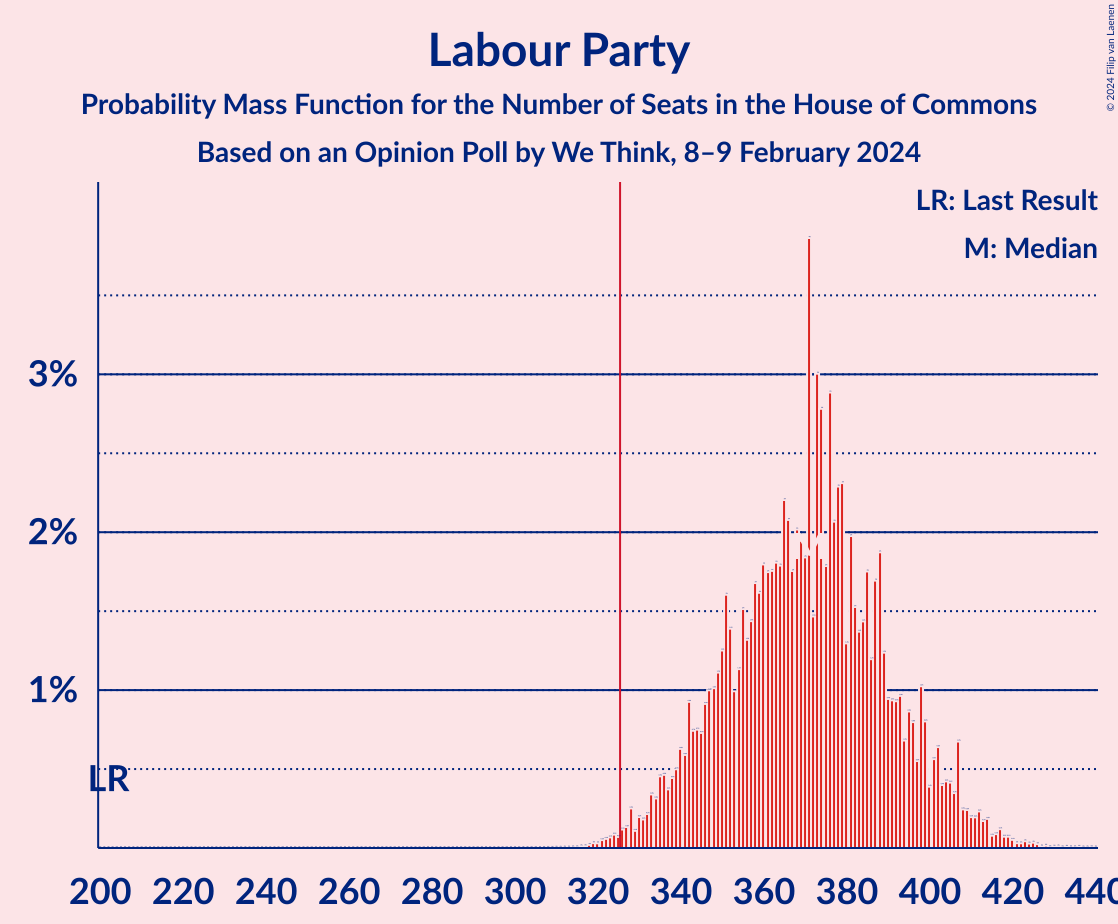 Labour Party
Probability Mass Function for the Number of Seats in the House of Commons
Based on an Opinion Poll by We Think, 8–9 February 2024
© 2024 Filip van Laenen
LR: Last Result
M: Median
3%
2%
1%
LR
200 220 240 260 280 300 320 340 360 380 400 420 440